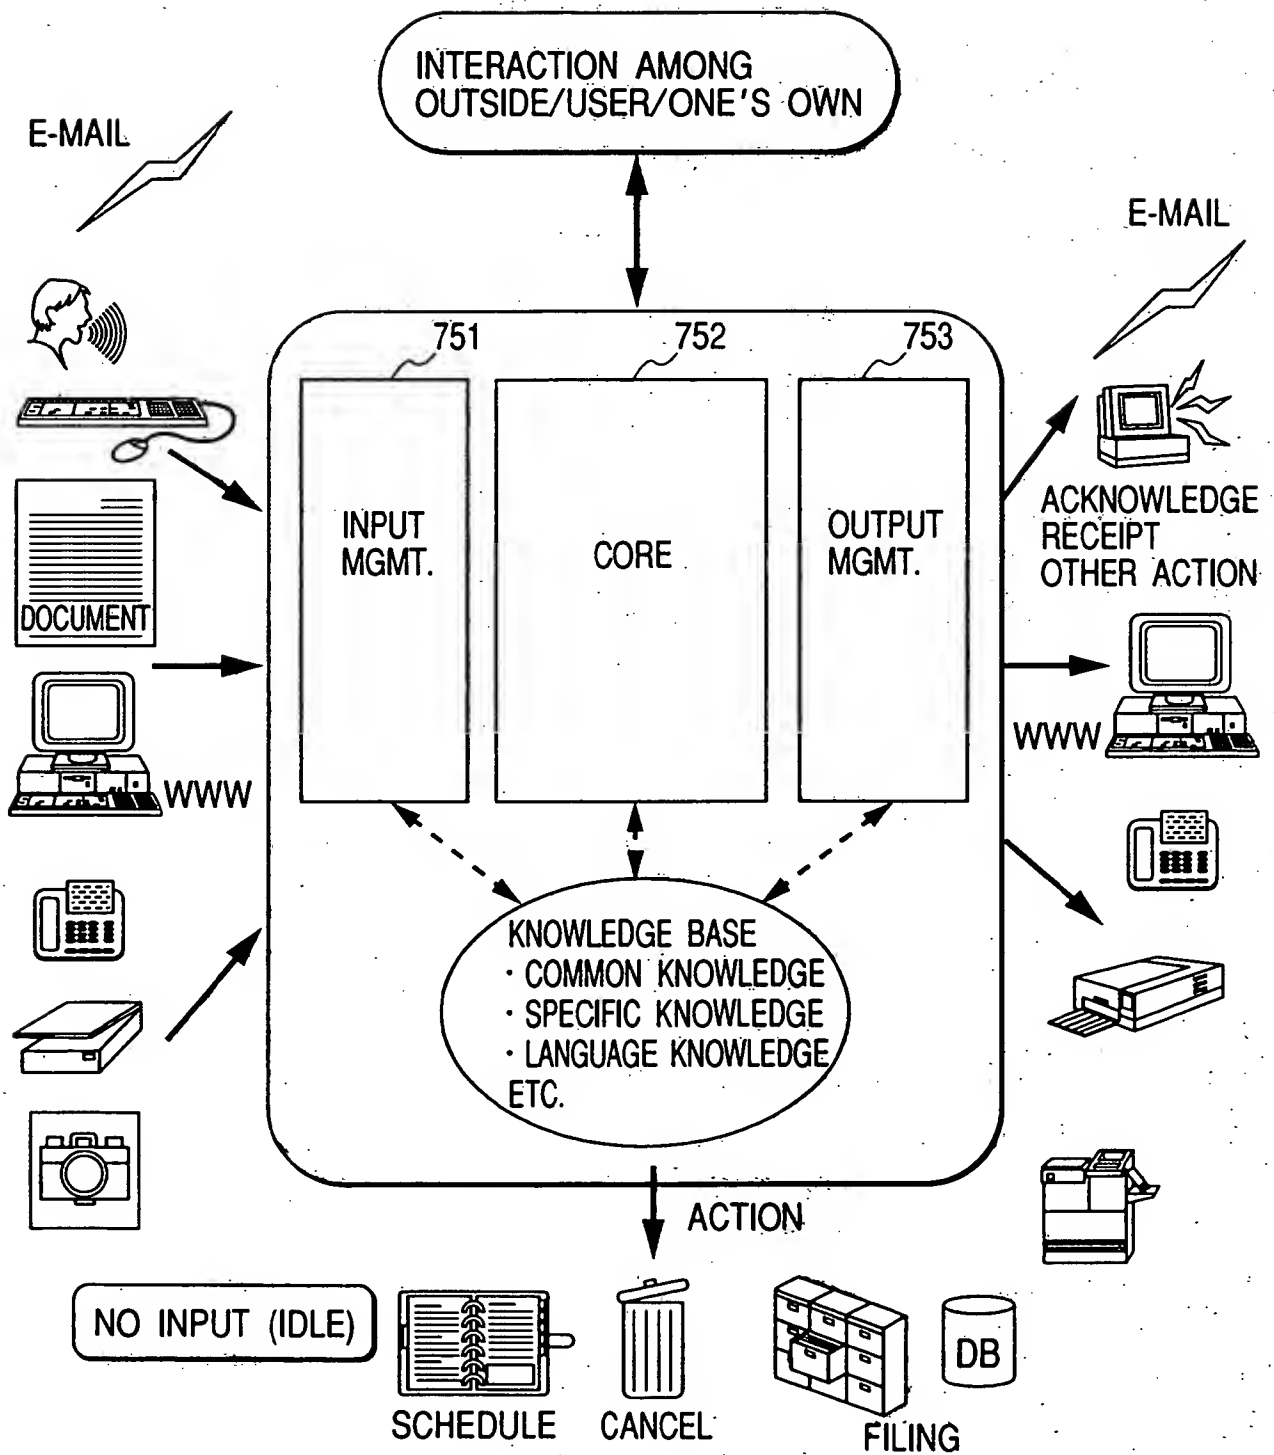 INTERACTION AMONG
OUTSIDE/USER/ONE'S OWN
E-MAIL
E-MAIL
751
752
753
INPUT
MGMT.
CORE
OUTPUT
MGMT.
ACKNOWLEDGE
RECEIPT
OTHER ACTION
DOCUMENT
WWW
WWW
KNOWLEDGE BASE
· COMMON KNOWLEDGE
· SPECIFIC KNOWLEDGE
· LANGUAGE KNOWLEDGE
ETC.
ACTION
NO INPUT (IDLE)
DB
SCHEDULE
CANCEL
FILING